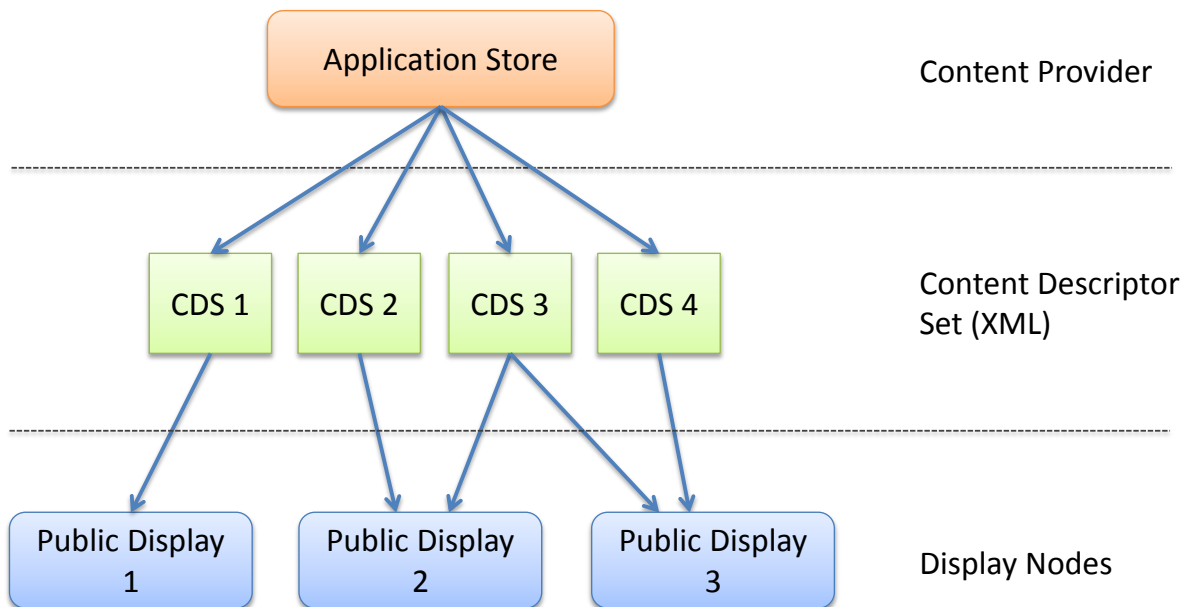 Application Store
Content Provider
CDS 1
CDS 2
CDS 3
CDS 4
Content Descriptor
Set (XML)
Public Display
1
Public Display
2
Public Display
3
Display Nodes